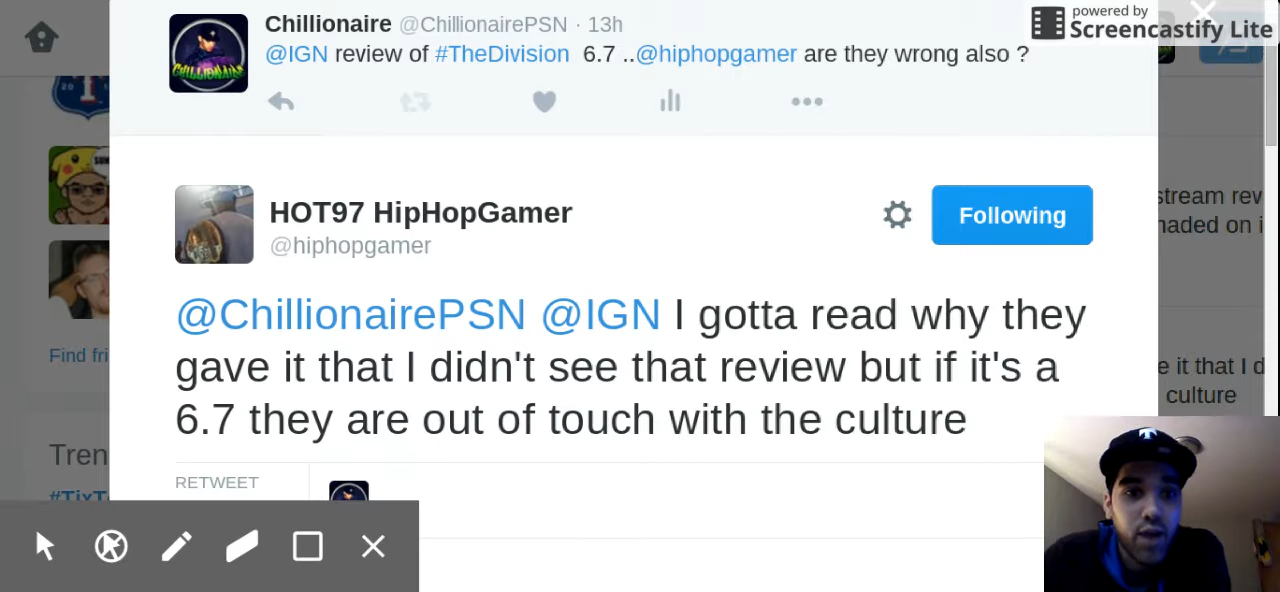 Chillionaire @ChillionairePSN · 13h
@IGN review of #TheDivision 6.7 ..@hiphopgamer are they wrong also ?
powered by
Screencastify Lite
HOT97 HipHopGamer
@hiphopgamer
Following
@ChillionairePSN @IGN I gotta read why they
gave it that I didn't see that review but if it's a
6.7 they are out of touch with the culture
RETWEET
Find fri
Tren
stream rev
naded on i
e it that I d
culture